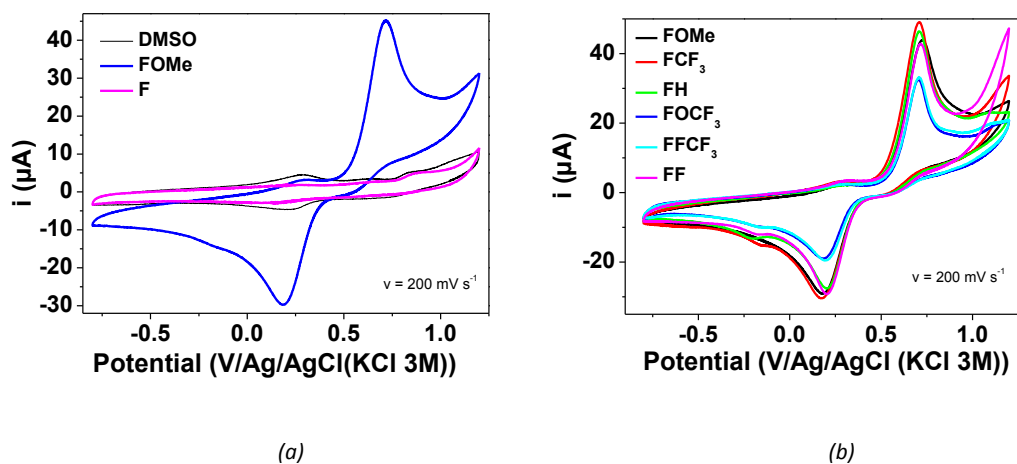 DMSO
FOMe
F
40
30
20
10
0
-10
-20
-30
i (µA)
ν = 200 mV s⁻¹
-0.5 0.0 0.5 1.0
Potential (V/Ag/AgCl(KCl 3M))
(a)
FOMe
FCF₃
FH
FOCF₃
FFCF₃
FF
40
20
0
-20
i (µA)
ν = 200 mV s⁻¹
-0.5 0.0 0.5 1.0
Potential (V/Ag/AgCl (KCl 3M))
(b)